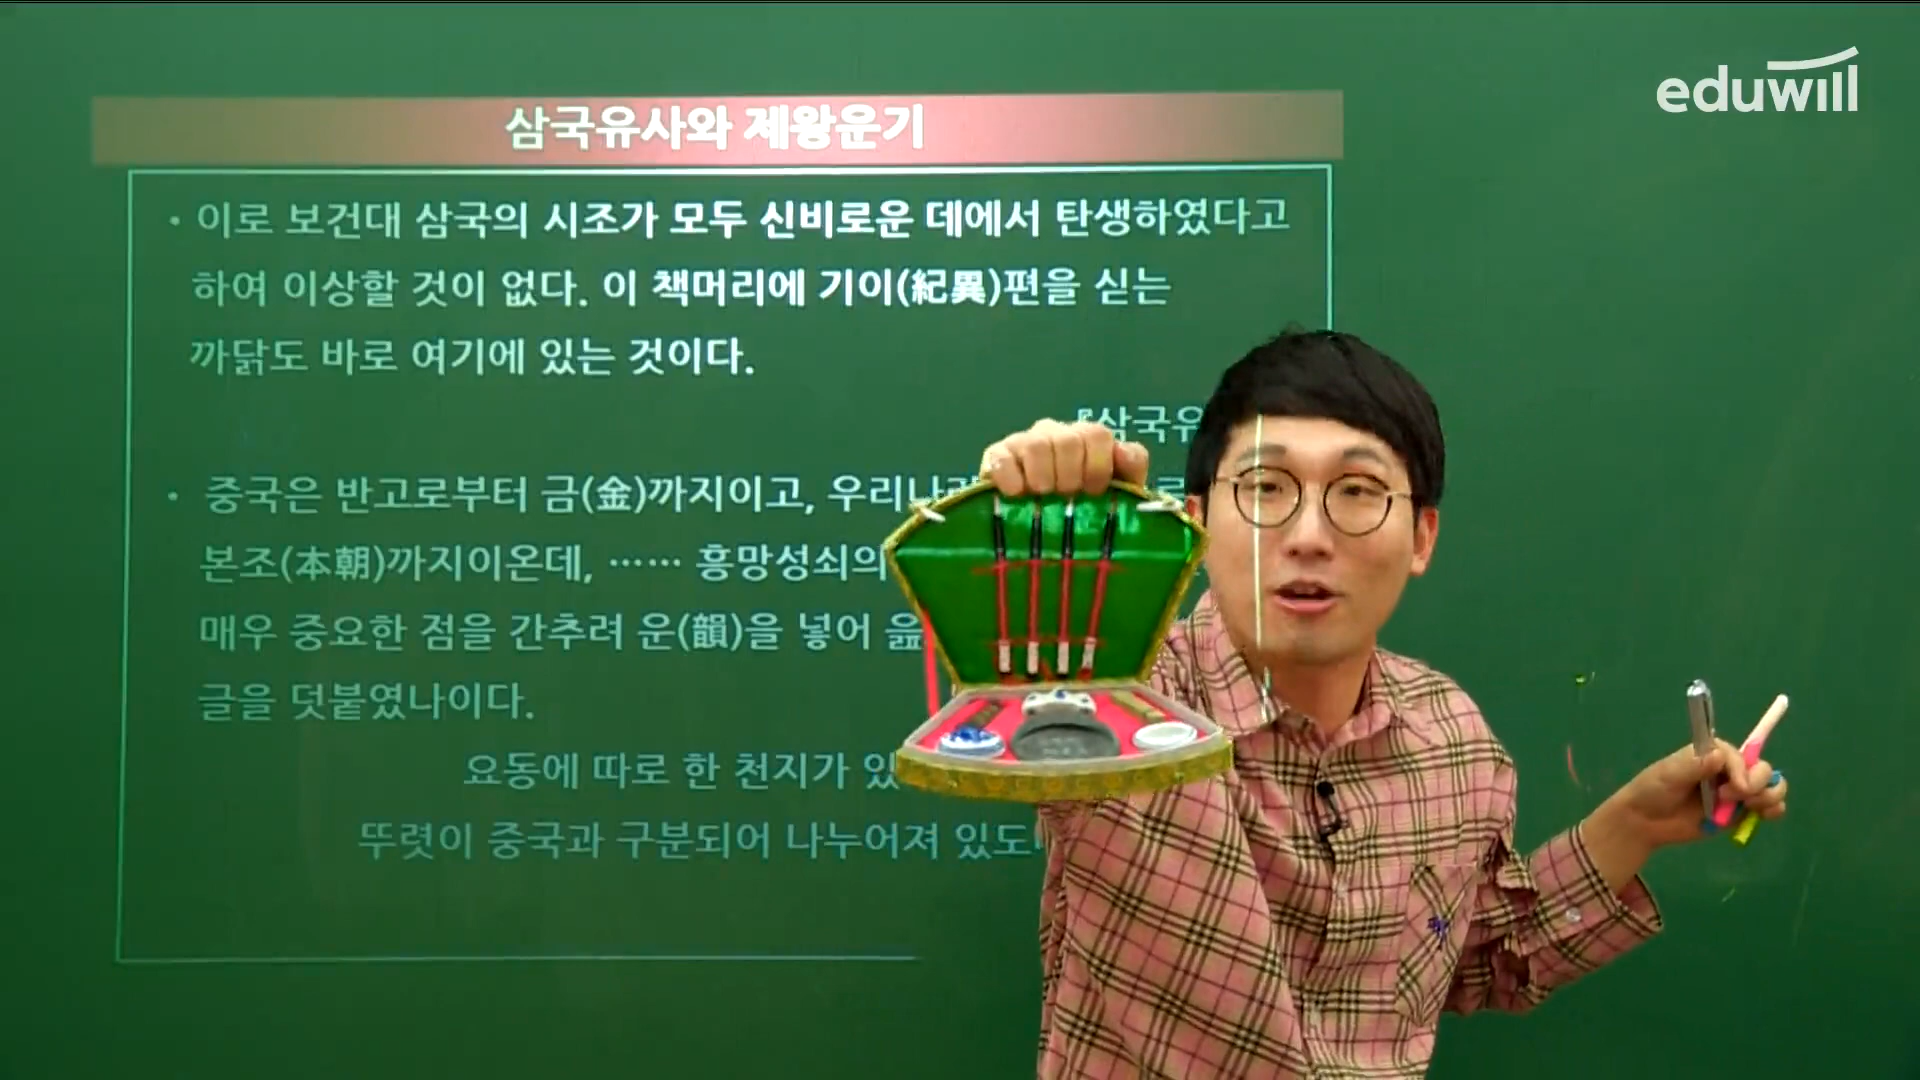 eduwill
삼국유사와 제왕운기
• 이로 보건대 삼국의 시조가 모두 신비로운 데에서 탄생하였다고
하여 이상할 것이 없다. 이 책머리에 기이(紀異)편을 싣는
까닭도 바로 여기에 있는 것이다.
『삼국유
• 중국은 반고로부터 금(金)까지이고, 우리나
본조(本朝)까지이온데, …… 흥망성쇠의
매우 중요한 점을 간추려 운(韻)을 넣어 읊
글을 덧붙였나이다.
요동에 따로 한 천지가 있
뚜렷이 중국과 구분되어 나누어져 있도